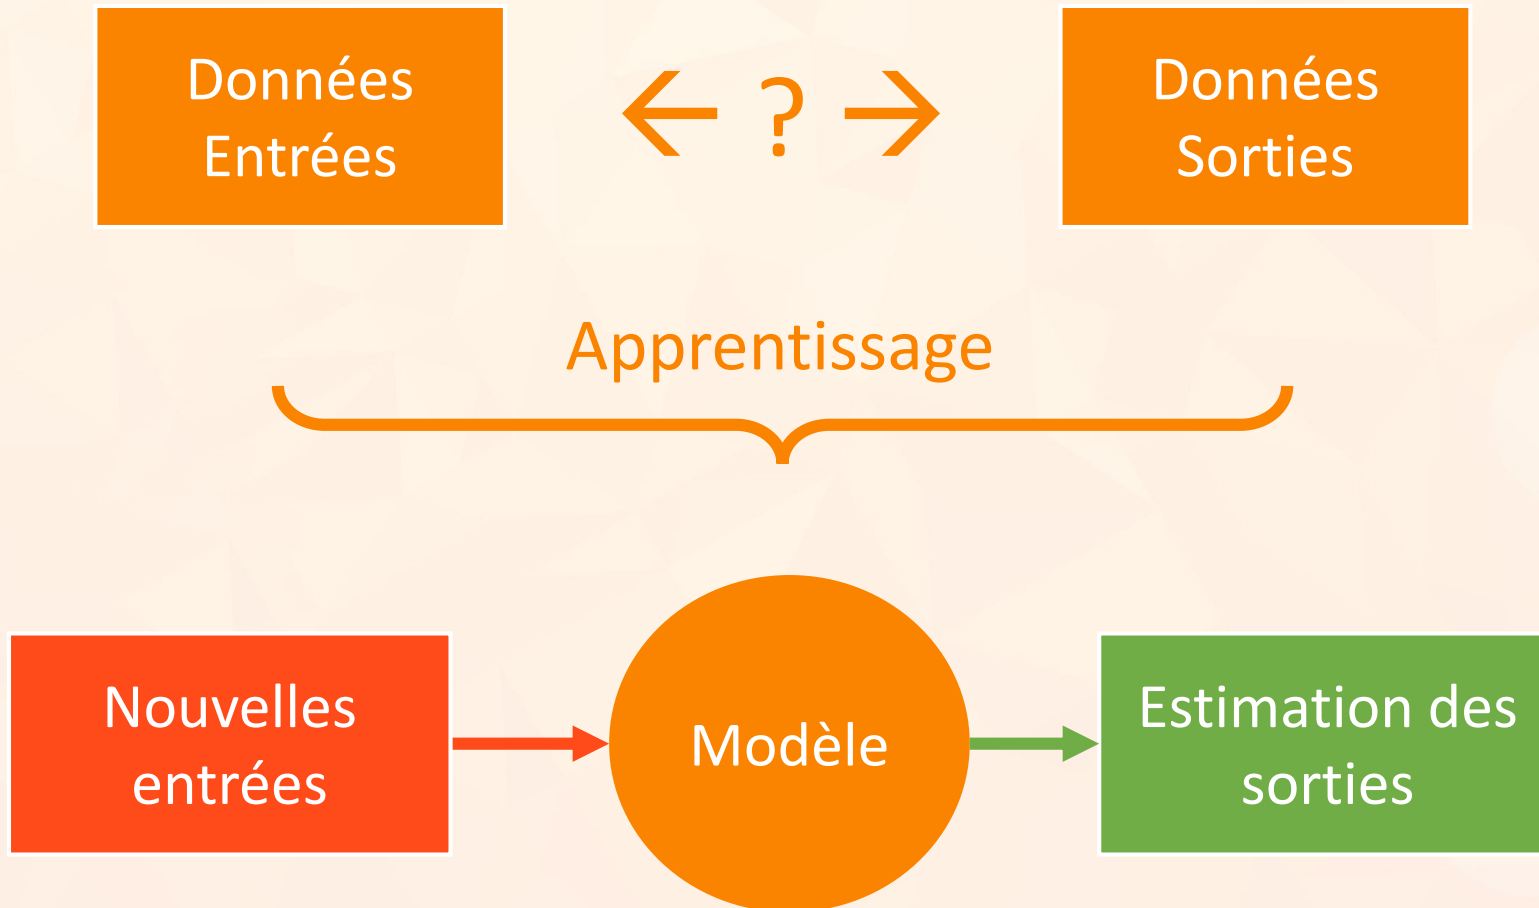 Données
Entrées
← ? →
Données
Sorties
Apprentissage
Nouvelles
entrées
Modèle
Estimation des
sorties